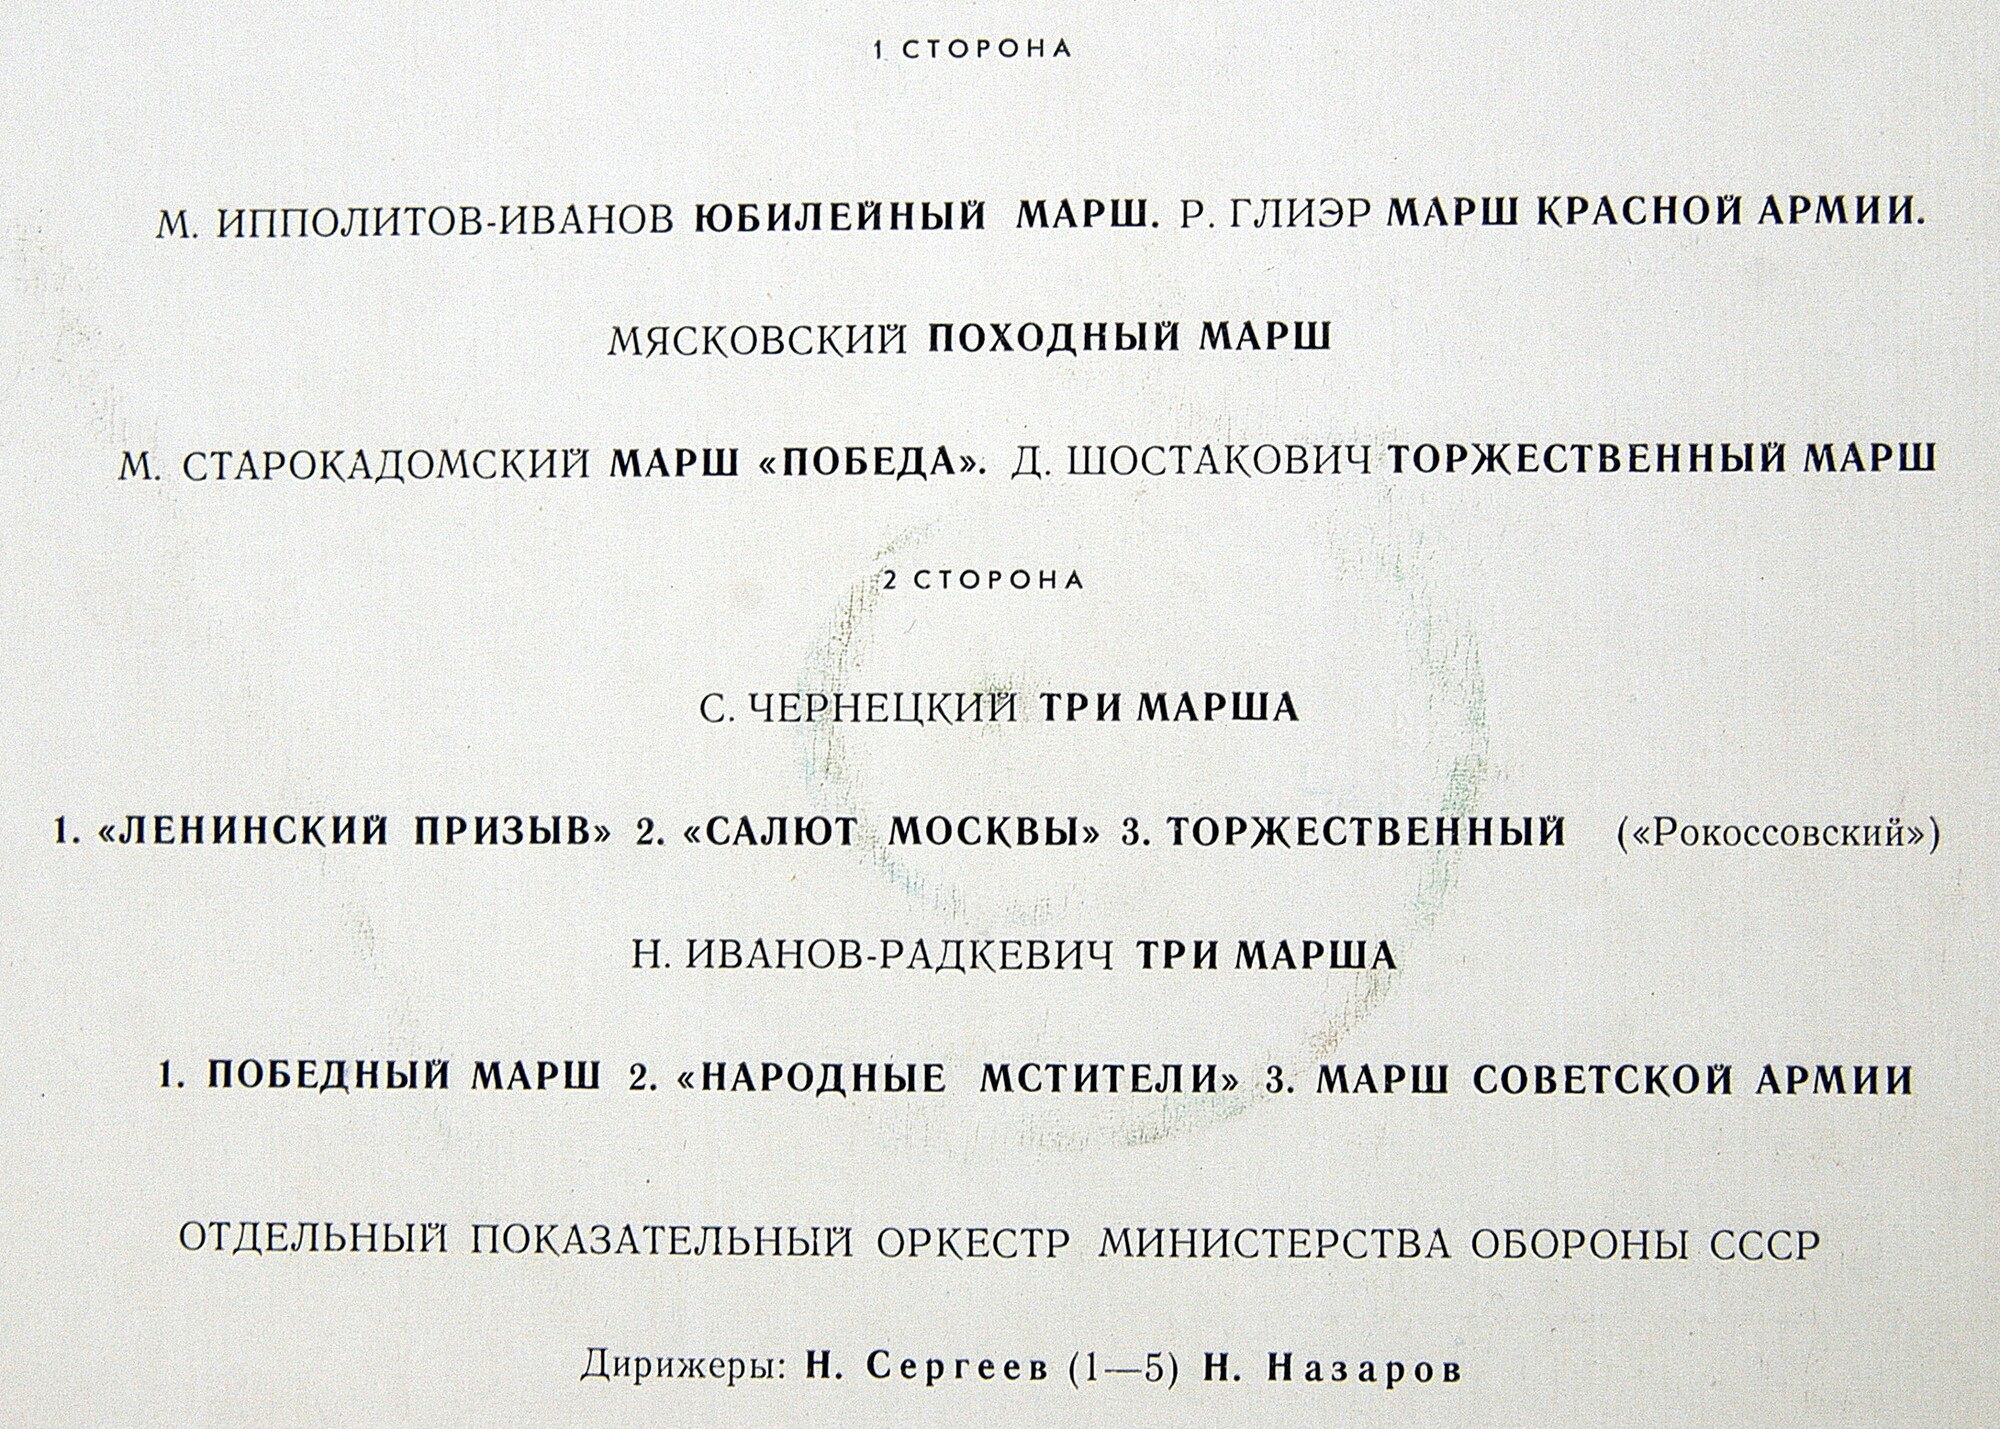 1 СТОРОНА
М. ИППОЛИТОВ-ИВАНОВ ЮБИЛЕЙНЫЙ МАРШ. Р. ГЛИЭР МАРШ КРАСНОЙ АРМИИ.
МЯСКОВСКИЙ ПОХОДНЫЙ МАРШ
М. СТАРОКАДОМСКИЙ МАРШ «ПОБЕДА». Д. ШОСТАКОВИЧ ТОРЖЕСТВЕННЫЙ МАРШ
2 СТОРОНА
С. ЧЕРНЕЦКИЙ ТРИ МАРША
1. «ЛЕНИНСКИЙ ПРИЗЫВ» 2. «САЛЮТ МОСКВЫ» 3. ТОРЖЕСТВЕННЫЙ («Рокоссовский»)
Н. ИВАНОВ-РАДКЕВИЧ ТРИ МАРША
1. ПОБЕДНЫЙ МАРШ 2. «НАРОДНЫЕ МСТИТЕЛИ» 3. МАРШ СОВЕТСКОЙ АРМИИ
ОТДЕЛЬНЫЙ ПОКАЗАТЕЛЬНЫЙ ОРКЕСТР МИНИСТЕРСТВА ОБОРОНЫ СССР
Дирижеры: Н. Сергеев (1—5) Н. Назаров